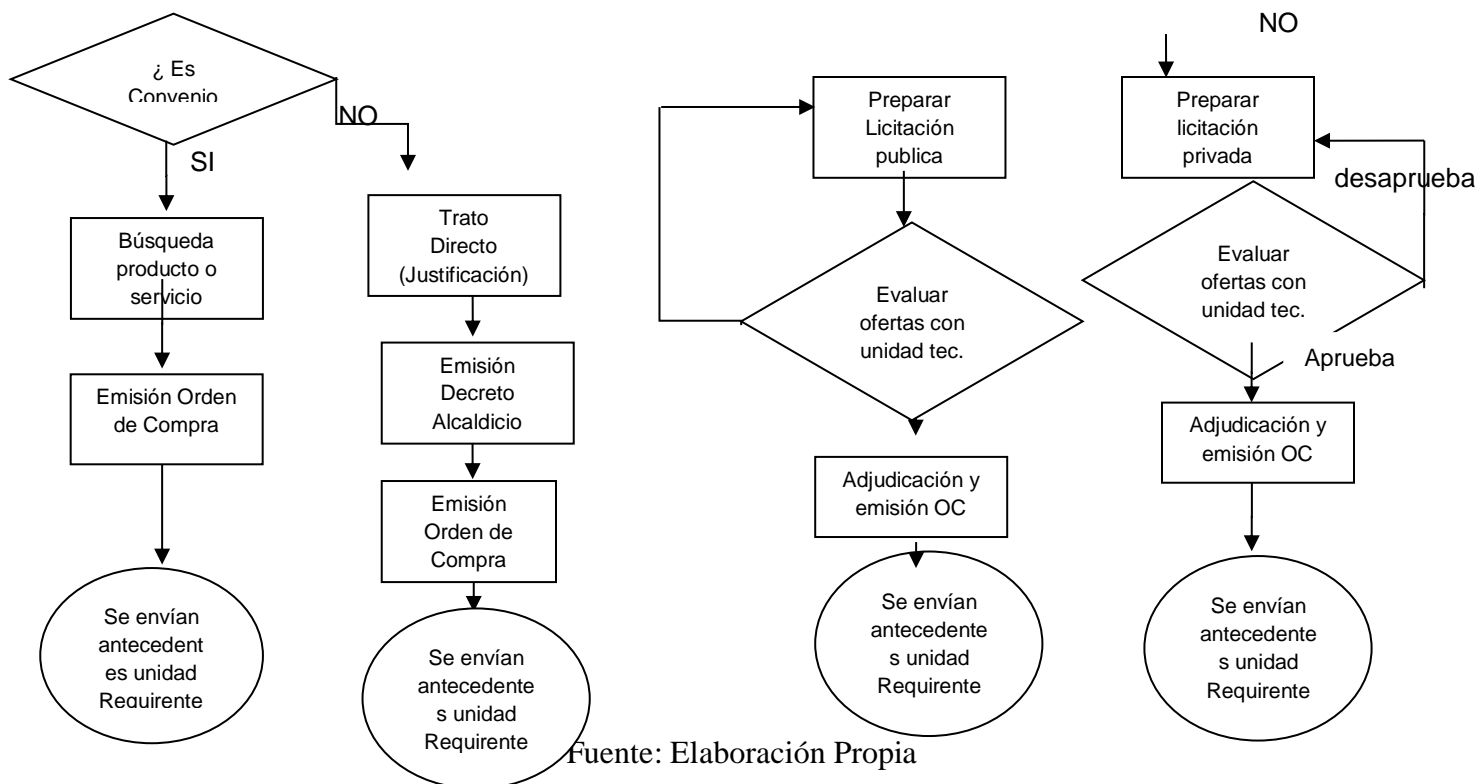 ¿ Es
Convenio
NO
SI
Búsqueda
producto o
servicio
Emisión Orden
de Compra
Se envían
antecedent
es unidad
Requirente
Trato
Directo
(Justificación)
Emisión
Decreto
Alcaldicio
Emisión
Orden de
Compra
Se envían
antecedente
s unidad
Requirente
Preparar
Licitación
publica
Evaluar
ofertas con
unidad tec.
Adjudicación y
emisión OC
Se envían
antecedente
s unidad
Requirente
NO
Preparar
licitación
privada
desaprueba
Evaluar
ofertas con
unidad tec.
Aprueba
Adjudicación y
emisión OC
Se envían
antecedente
s unidad
Requirente
Fuente: Elaboración Propia